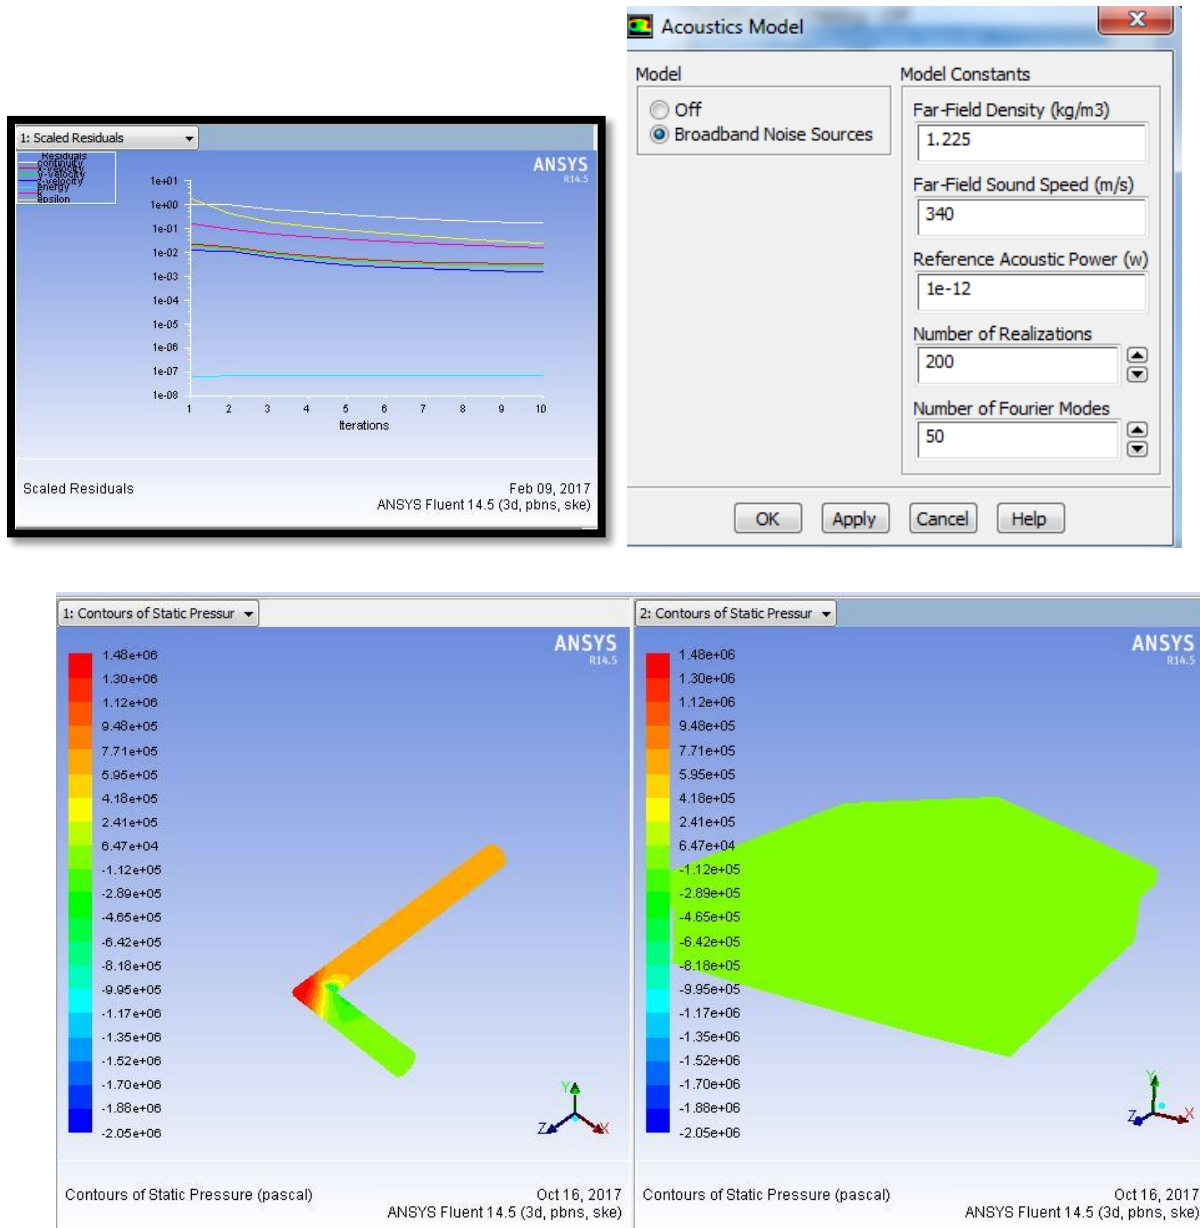 1: Scaled Residuals
Residuals
continuity
x-velocity
y-velocity
z-velocity
energy
k
epsilon
ANSYS
R14.5
1e+01
1e+00
1e-01
1e-02
1e-03
1e-04
1e-05
1e-06
1e-07
1e-08
1 2 3 4 5 6 7 8 9 10
Iterations
Scaled Residuals
Feb 09, 2017
ANSYS Fluent 14.5 (3d, pbns, ske)
Acoustics Model
X
Model
Off
Broadband Noise Sources
Model Constants
Far-Field Density (kg/m3)
1.225
Far-Field Sound Speed (m/s)
340
Reference Acoustic Power (w)
1e-12
Number of Realizations
200
Number of Fourier Modes
50
OK Apply Cancel Help
1: Contours of Static Pressur
ANSYS
R14.5
1.48e+06
1.30e+06
1.12e+06
9.48e+05
7.71e+05
5.95e+05
4.18e+05
2.41e+05
6.47e+04
-1.12e+05
-2.89e+05
-4.65e+05
-6.42e+05
-8.18e+05
-9.95e+05
-1.17e+06
-1.35e+06
-1.52e+06
-1.70e+06
-1.88e+06
-2.05e+06
Y
Z X
Contours of Static Pressure (pascal)
Oct 16, 2017
ANSYS Fluent 14.5 (3d, pbns, ske)
2: Contours of Static Pressur
ANSYS
R14.5
1.48e+06
1.30e+06
1.12e+06
9.48e+05
7.71e+05
5.95e+05
4.18e+05
2.41e+05
6.47e+04
-1.12e+05
-2.89e+05
-4.65e+05
-6.42e+05
-8.18e+05
-9.95e+05
-1.17e+06
-1.35e+06
-1.52e+06
-1.70e+06
-1.88e+06
-2.05e+06
Y
Z X
Contours of Static Pressure (pascal)
Oct 16, 2017
ANSYS Fluent 14.5 (3d, pbns, ske)